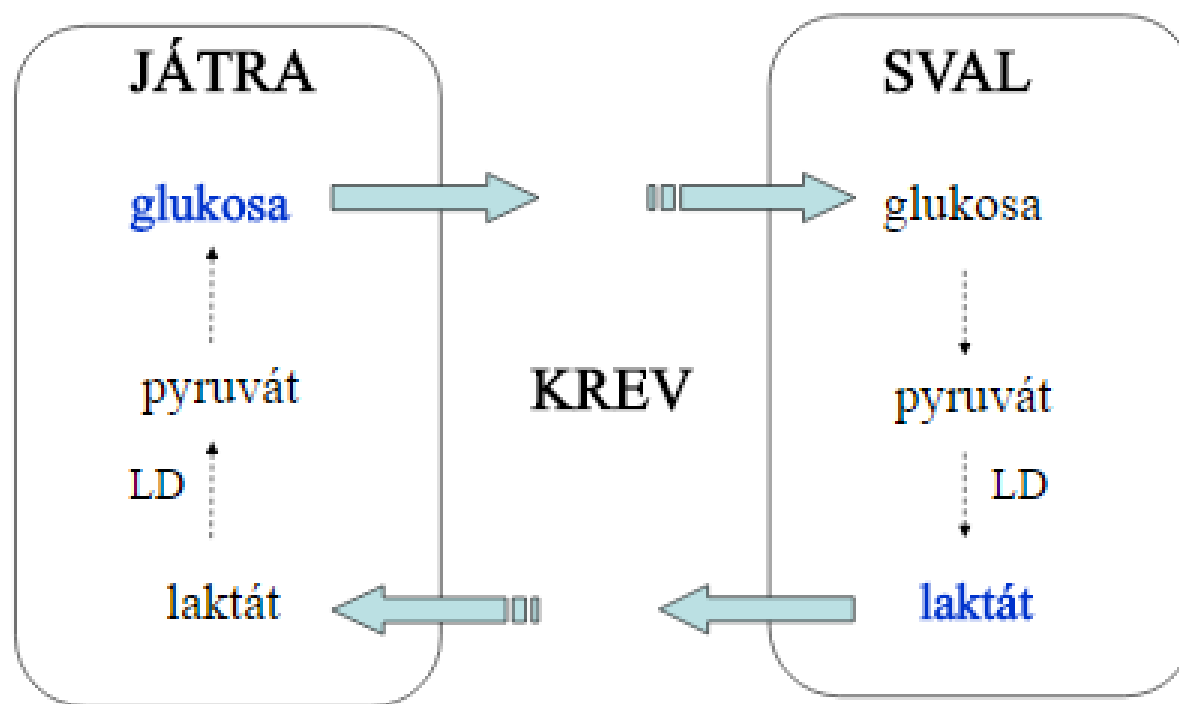 JÁTRA
glukosa
pyruvát
LD
laktát
KREV
SVAL
glukosa
pyruvát
LD
laktát